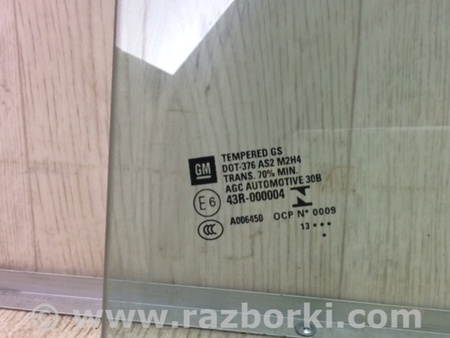 GM
TEMPERED GS
DOT-376 AS2 M2H4
TRANS. 70% MIN.
AGC AUTOMOTIVE 30B
E6 43R-000004
CCC A006450 OCP N° 0009
13 •••
www.razborki.com